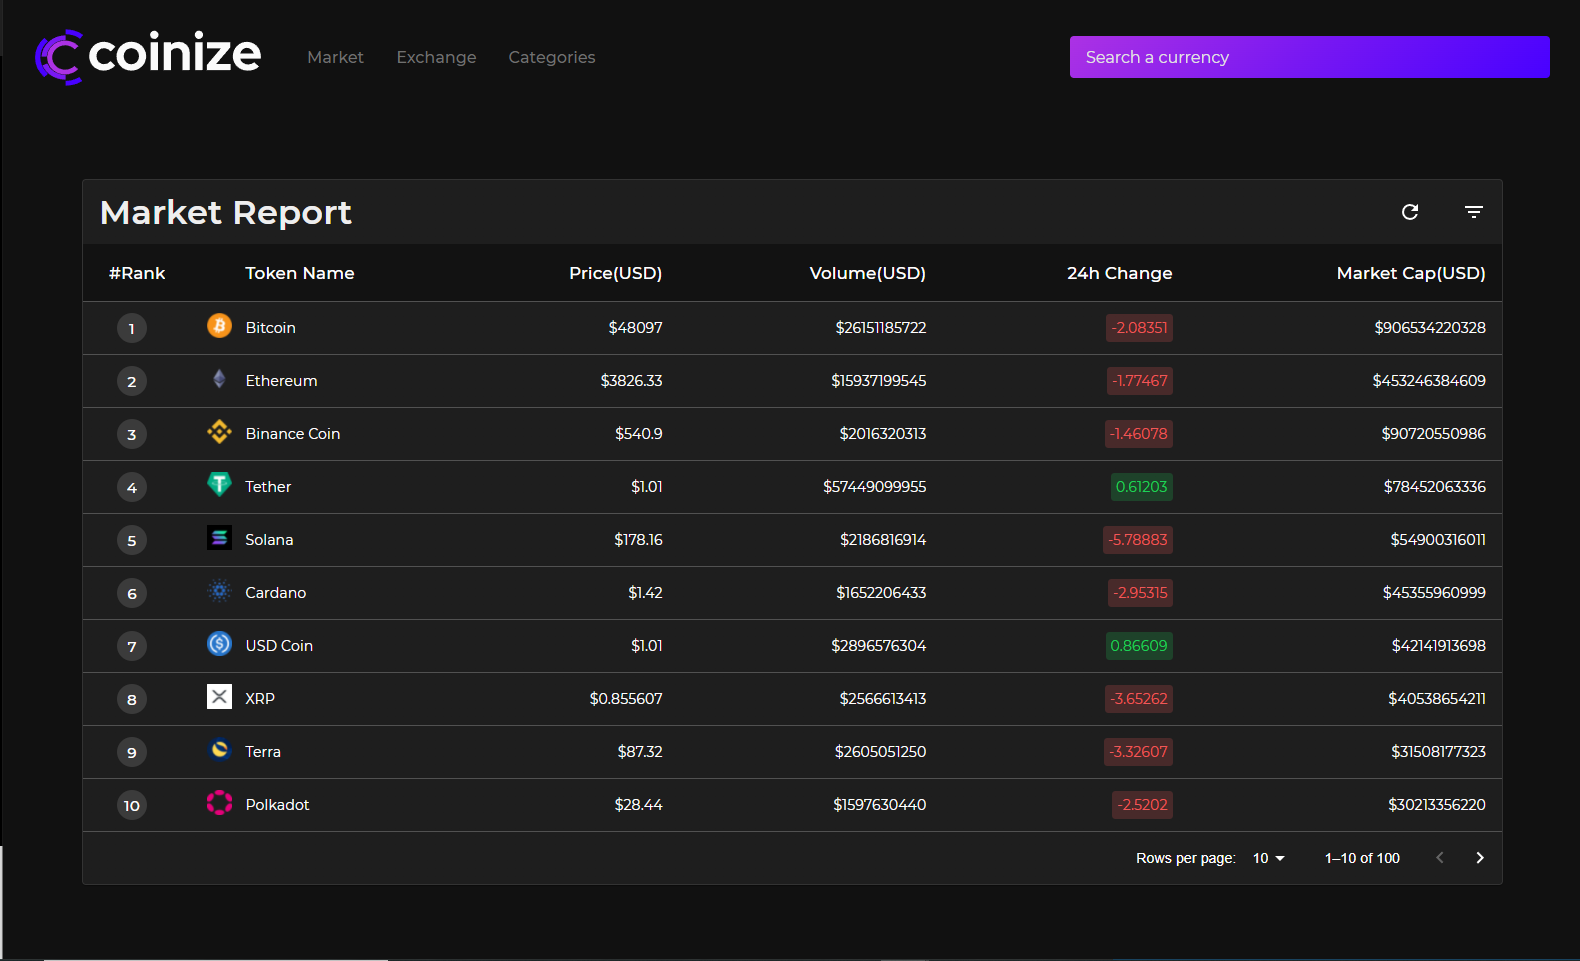 coinize Market Exchange Categories Search a currency
Market Report
#Rank Token Name Price(USD) Volume(USD) 24h Change Market Cap(USD)
1 Bitcoin $48097 $26151185722 -2.08351 $906534220328
2 Ethereum $3826.33 $15937199545 -1.77467 $453246384609
3 Binance Coin $540.9 $2016320313 -1.46078 $90720550986
4 Tether $1.01 $57449099955 0.61203 $78452063336
5 Solana $178.16 $2186816914 -5.78883 $54900316011
6 Cardano $1.42 $1652206433 -2.95315 $45355960999
7 USD Coin $1.01 $2896576304 0.86609 $42141913698
8 XRP $0.855607 $2566613413 -3.65262 $40538654211
9 Terra $87.32 $2605051250 -3.32607 $31508177323
10 Polkadot $28.44 $1597630440 -2.5202 $30213356220
Rows per page: 10 1–10 of 100